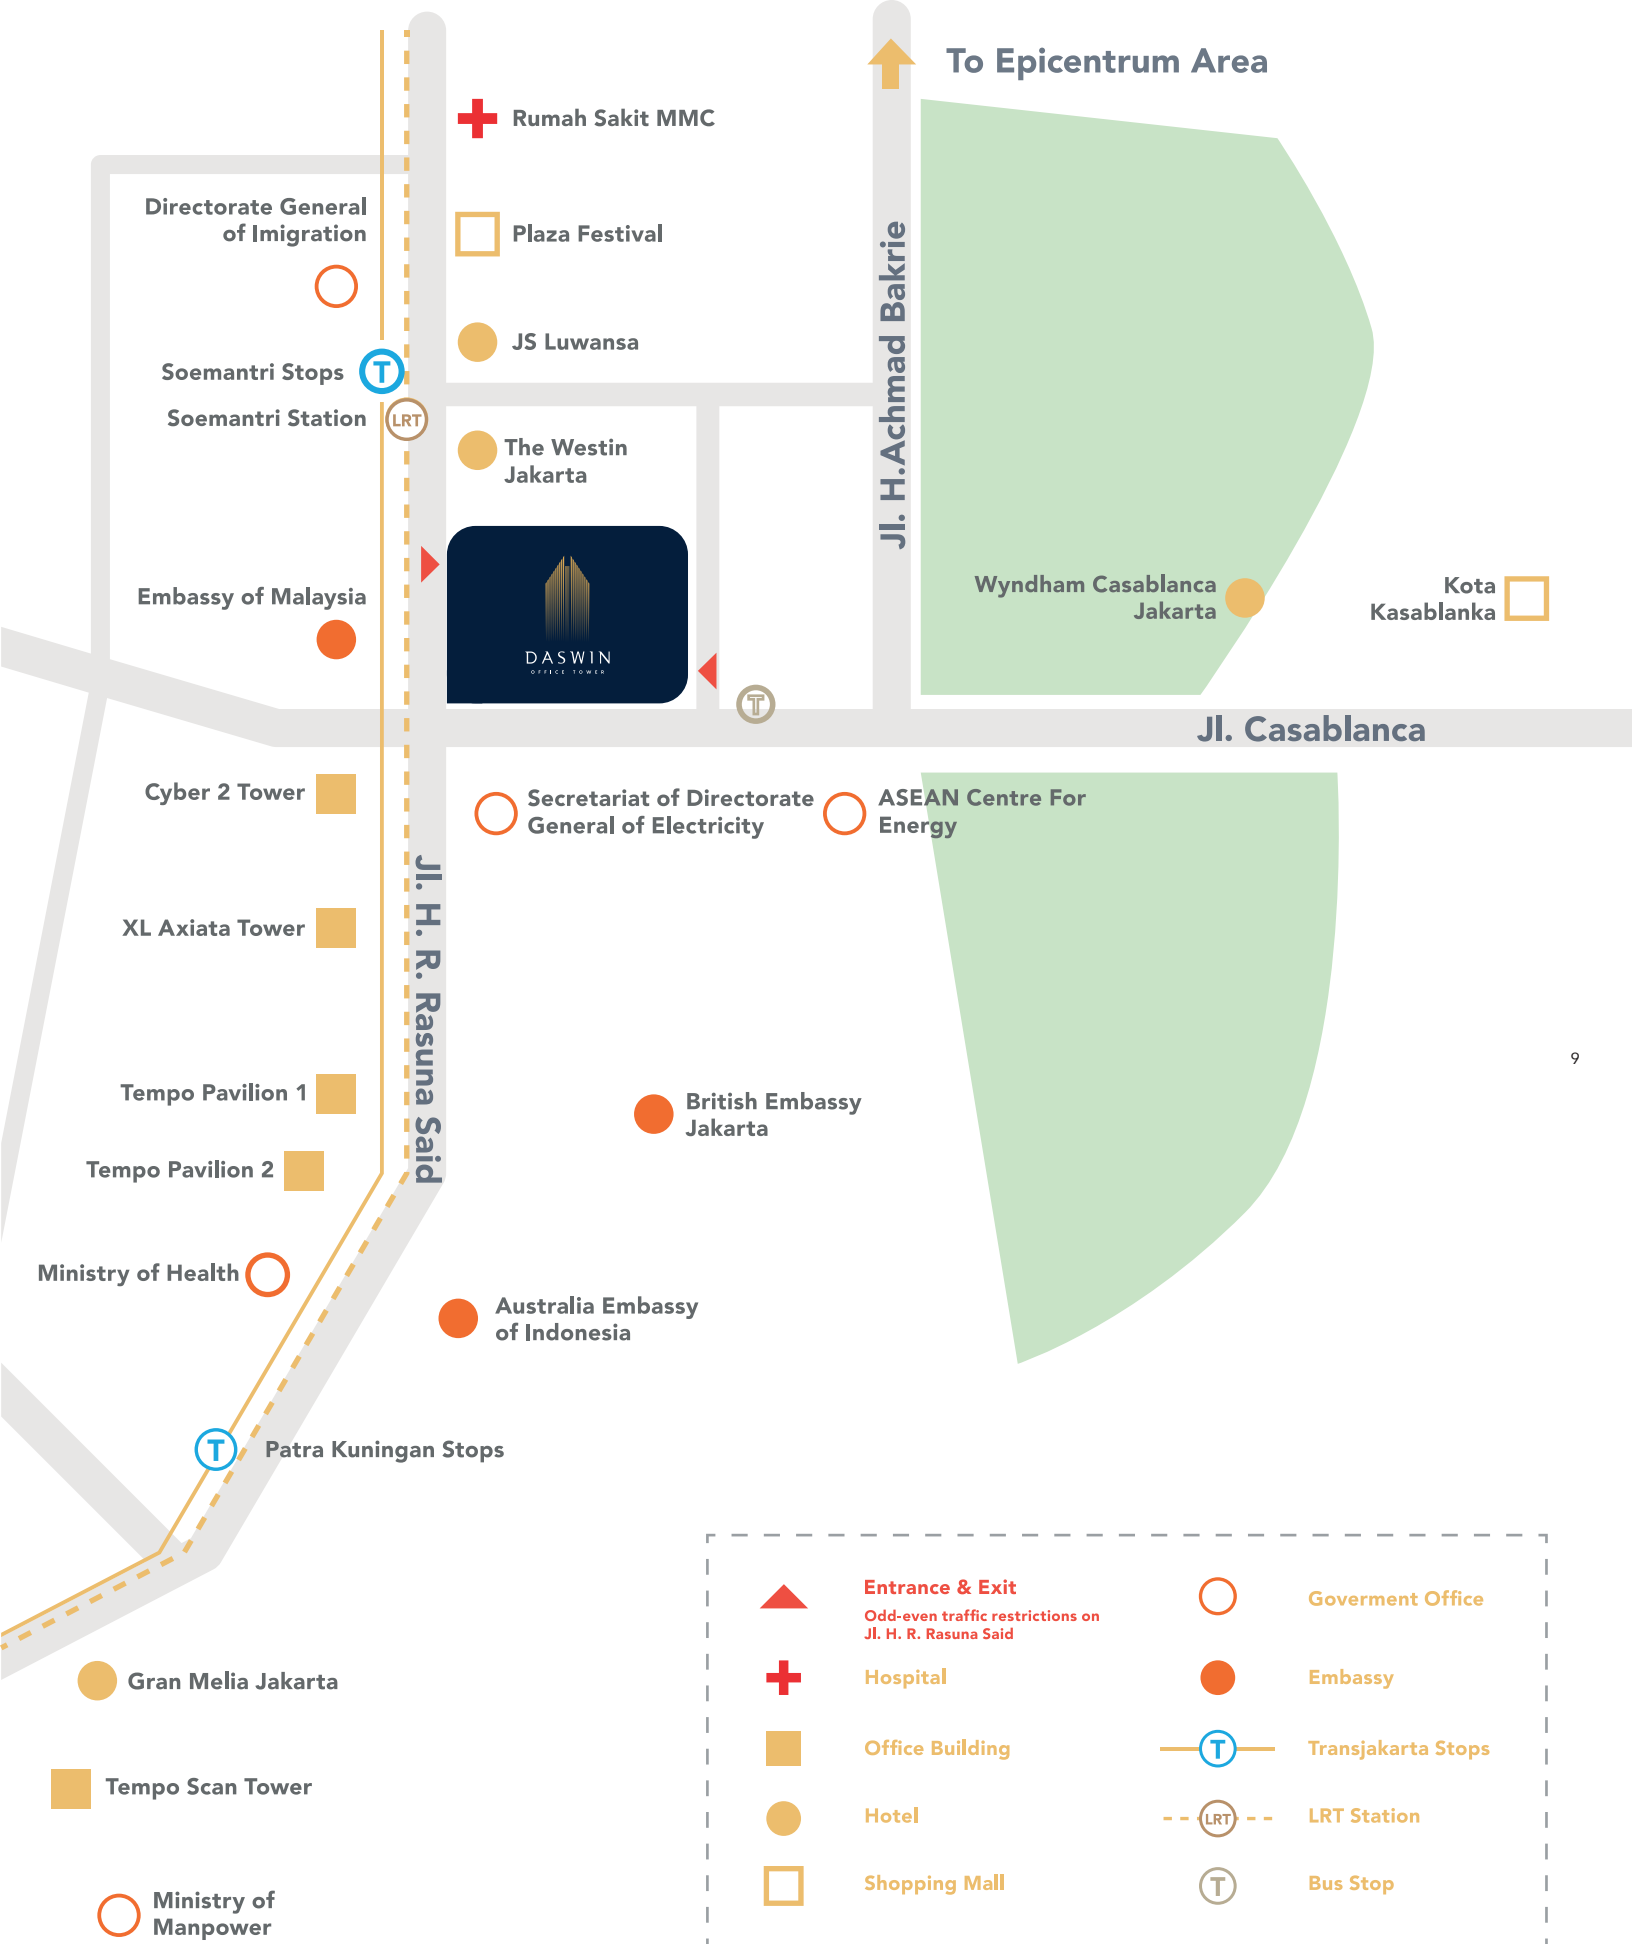 To Epicentrum Area
Rumah Sakit MMC
Directorate General
of Imigration
Plaza Festival
Jl. H.Achmad Bakrie
JS Luwansa
Soemantri Stops
T
Soemantri Station
LRT
The Westin
Jakarta
Embassy of Malaysia
DASWIN
OFFICE TOWER
Wyndham Casablanca
Jakarta
Kota
Kasablanka
T
Jl. Casablanca
Cyber 2 Tower
Secretariat of Directorate
General of Electricity
ASEAN Centre For
Energy
Jl. H. R. Rasuna Said
XL Axiata Tower
9
Tempo Pavilion 1
British Embassy
Jakarta
Tempo Pavilion 2
Ministry of Health
Australia Embassy
of Indonesia
T
Patra Kuningan Stops
Gran Melia Jakarta
Tempo Scan Tower
Ministry of
Manpower
Entrance & Exit
Odd-even traffic restrictions on
Jl. H. R. Rasuna Said
Goverment Office
Hospital
Embassy
Office Building
T
Transjakarta Stops
Hotel
LRT
LRT Station
Shopping Mall
T
Bus Stop